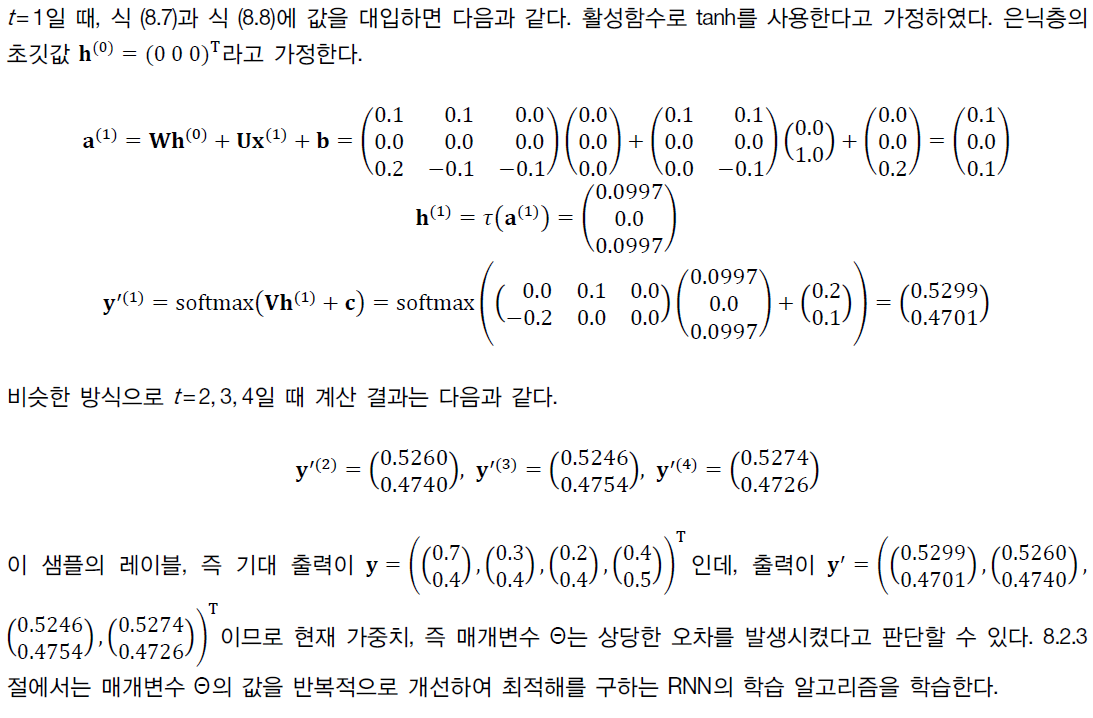 t=1일 때, 식 (8.7)과 식 (8.8)에 값을 대입하면 다음과 같다. 활성함수로 tanh를 사용한다고 가정하였다. 은닉층의
초깃값 h⁽⁰⁾ = (0 0 0)ᵀ라고 가정한다.
a⁽¹⁾ = Wh⁽⁰⁾ + Ux⁽¹⁾ + b = (0.1 0.1 0.0; 0.0 0.0 0.0; 0.2 −0.1 −0.1)(0.0; 0.0; 0.0) + (0.1 0.1; 0.0 0.0; 0.0 −0.1)(0.0; 1.0) + (0.0; 0.0; 0.2) = (0.1; 0.0; 0.1)
h⁽¹⁾ = τ(a⁽¹⁾) = (0.0997; 0.0; 0.0997)
y′⁽¹⁾ = softmax(Vh⁽¹⁾ + c) = softmax((0.0 0.1 0.0; −0.2 0.0 0.0)(0.0997; 0.0; 0.0997) + (0.2; 0.1)) = (0.5299; 0.4701)
비슷한 방식으로 t=2, 3, 4일 때 계산 결과는 다음과 같다.
y′⁽²⁾ = (0.5260; 0.4740), y′⁽³⁾ = (0.5246; 0.4754), y′⁽⁴⁾ = (0.5274; 0.4726)
이 샘플의 레이블, 즉 기대 출력이 y = ((0.7; 0.4), (0.3; 0.4), (0.2; 0.4), (0.4; 0.5))ᵀ인데, 출력이 y′ = ((0.5299; 0.4701), (0.5260; 0.4740),
(0.5246; 0.4754), (0.5274; 0.4726))ᵀ이므로 현재 가중치, 즉 매개변수 Θ는 상당한 오차를 발생시켰다고 판단할 수 있다. 8.2.3
절에서는 매개변수 Θ의 값을 반복적으로 개선하여 최적해를 구하는 RNN의 학습 알고리즘을 학습한다.